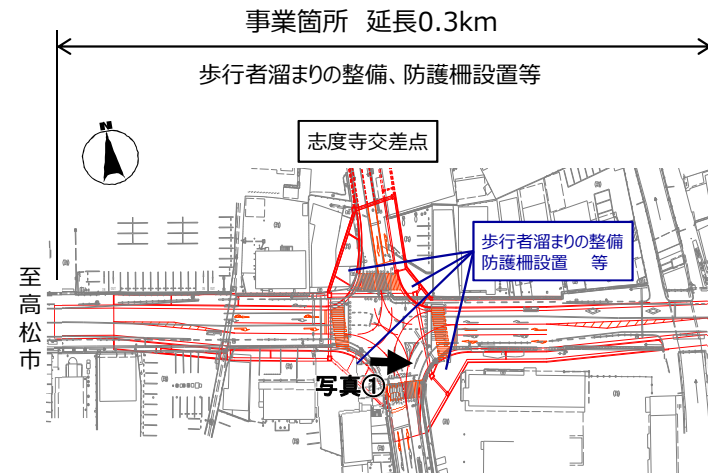 事業箇所 延長0.3km
歩行者溜まりの整備、防護柵設置等
N
志度寺交差点
歩行者溜まりの整備
防護柵設置 等
至高松市
写真①